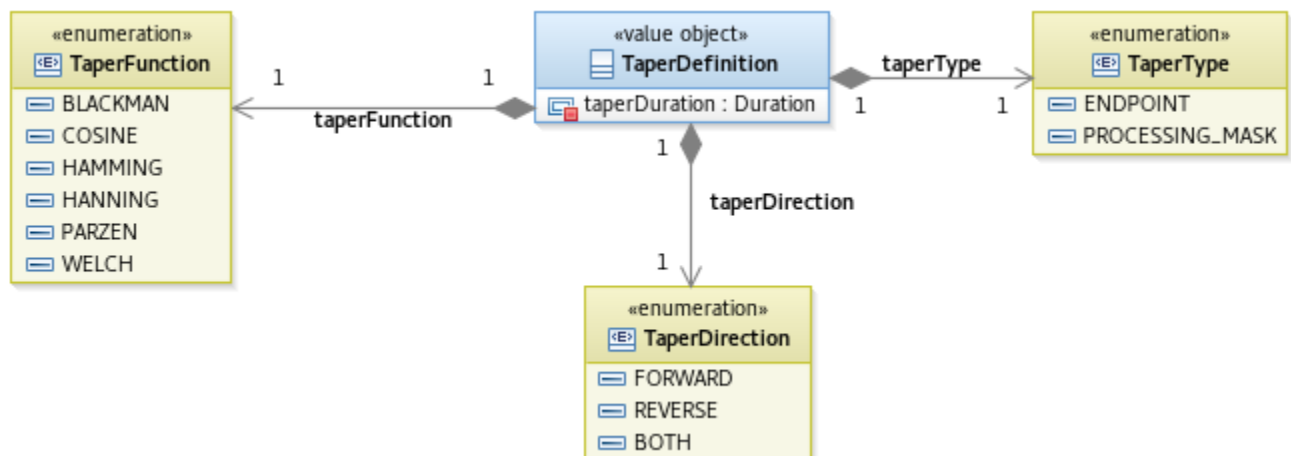 «enumeration»
TaperFunction
BLACKMAN
COSINE
HAMMING
HANNING
PARZEN
WELCH
1
1
taperFunction
«value object»
TaperDefinition
taperDuration : Duration
taperType
1
1
«enumeration»
TaperType
ENDPOINT
PROCESSING_MASK
1
taperDirection
1
«enumeration»
TaperDirection
FORWARD
REVERSE
BOTH